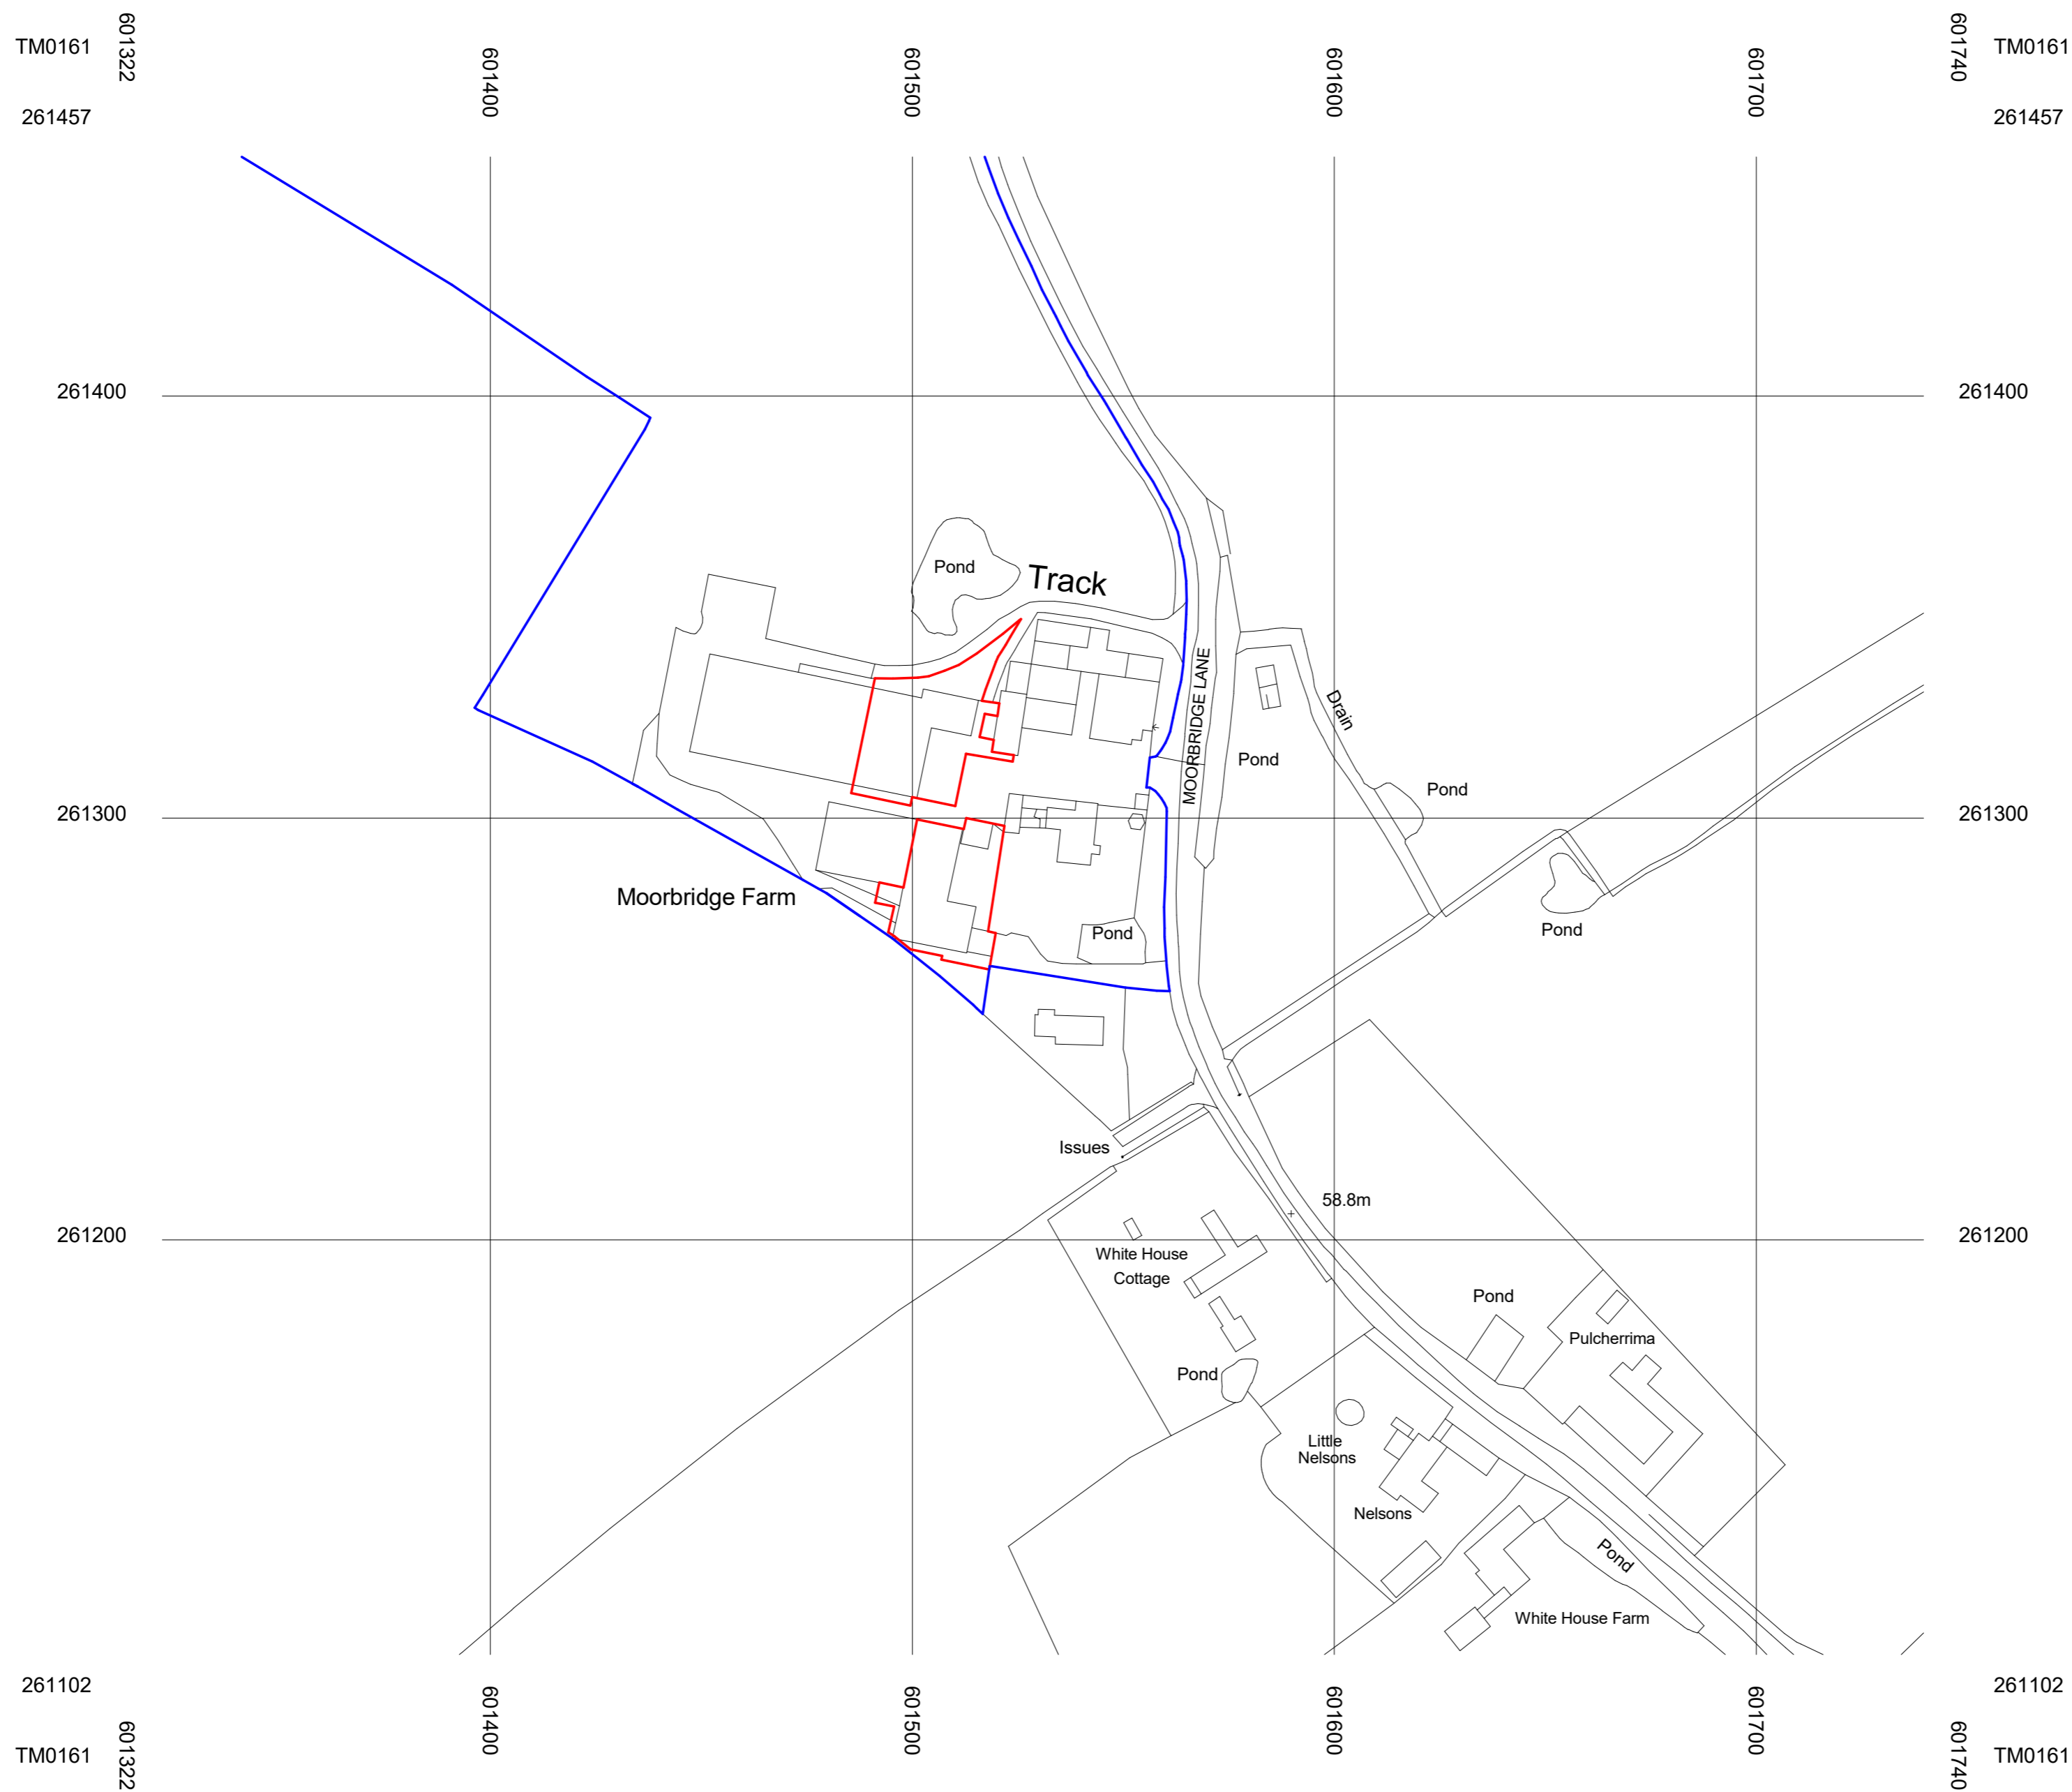 601322
601740
TM0161
TM0161
601400
601500
601600
601700
261457
261457
261400
261400
Pond
Track
MOORBRIDGE LANE
Drain
Pond
Pond
261300
261300
Moorbridge Farm
Pond
Pond
Issues
58.8m
261200
261200
White House
Cottage
Pond
Pulcherrima
Pond
Little
Nelsons
Nelsons
Pond
White House Farm
261102
261102
601400
601500
601600
601700
601322
601740
TM0161
TM0161